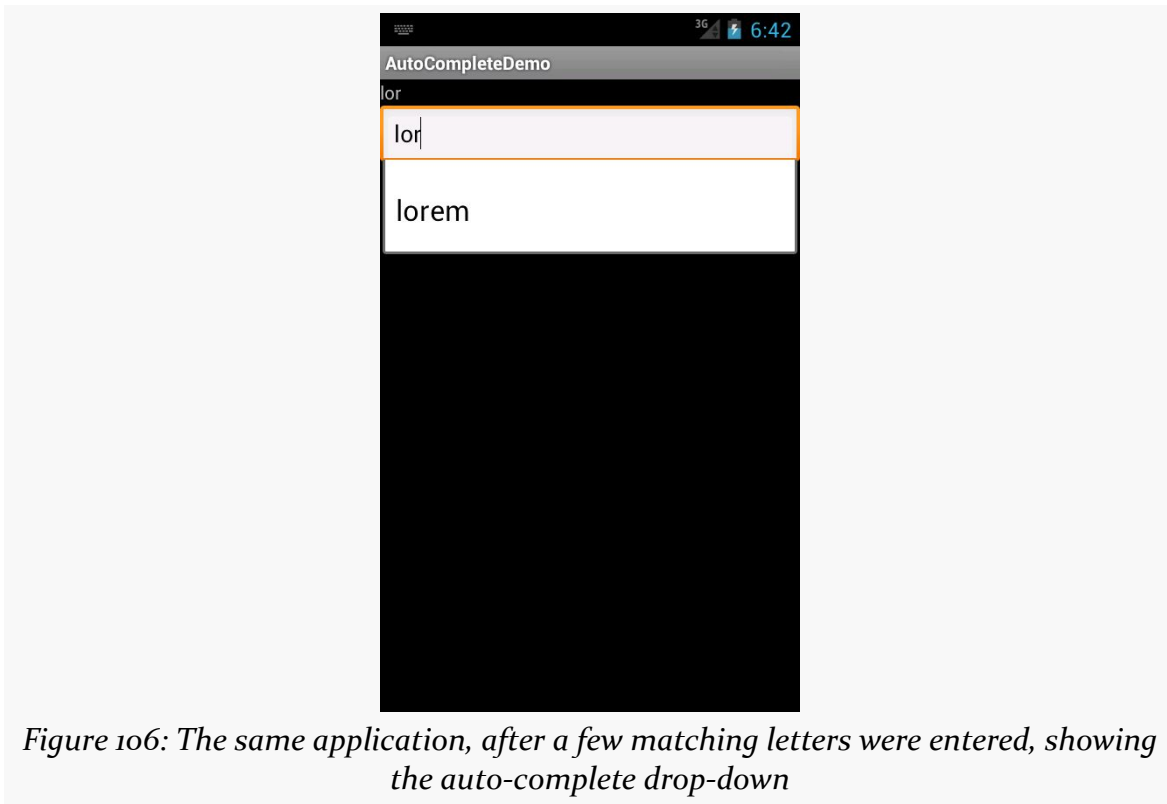 3G 6:42
AutoCompleteDemo
lor
lor
lorem
Figure 106: The same application, after a few matching letters were entered, showing
the auto-complete drop-down